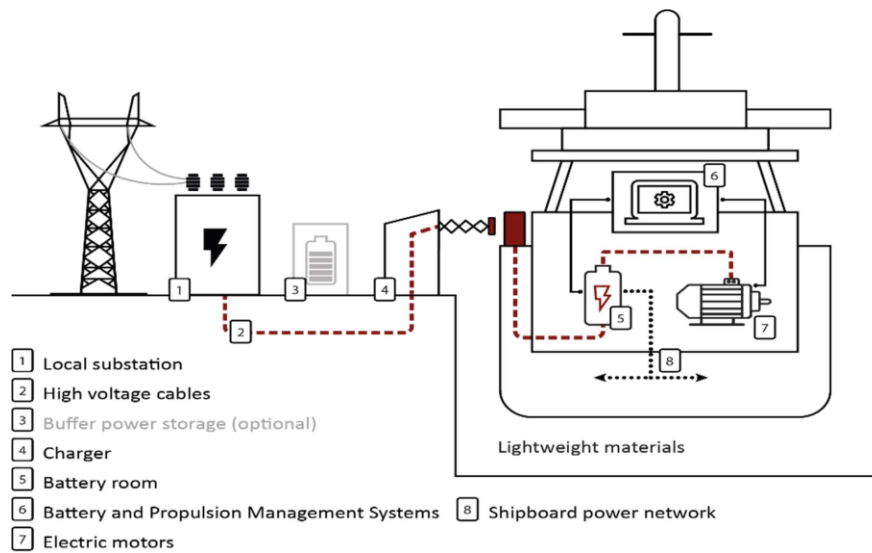 6
1
3
4
5
7
2
8
1 Local substation
2 High voltage cables
3 Buffer power storage (optional)
4 Charger
Lightweight materials
5 Battery room
6 Battery and Propulsion Management Systems 8 Shipboard power network
7 Electric motors